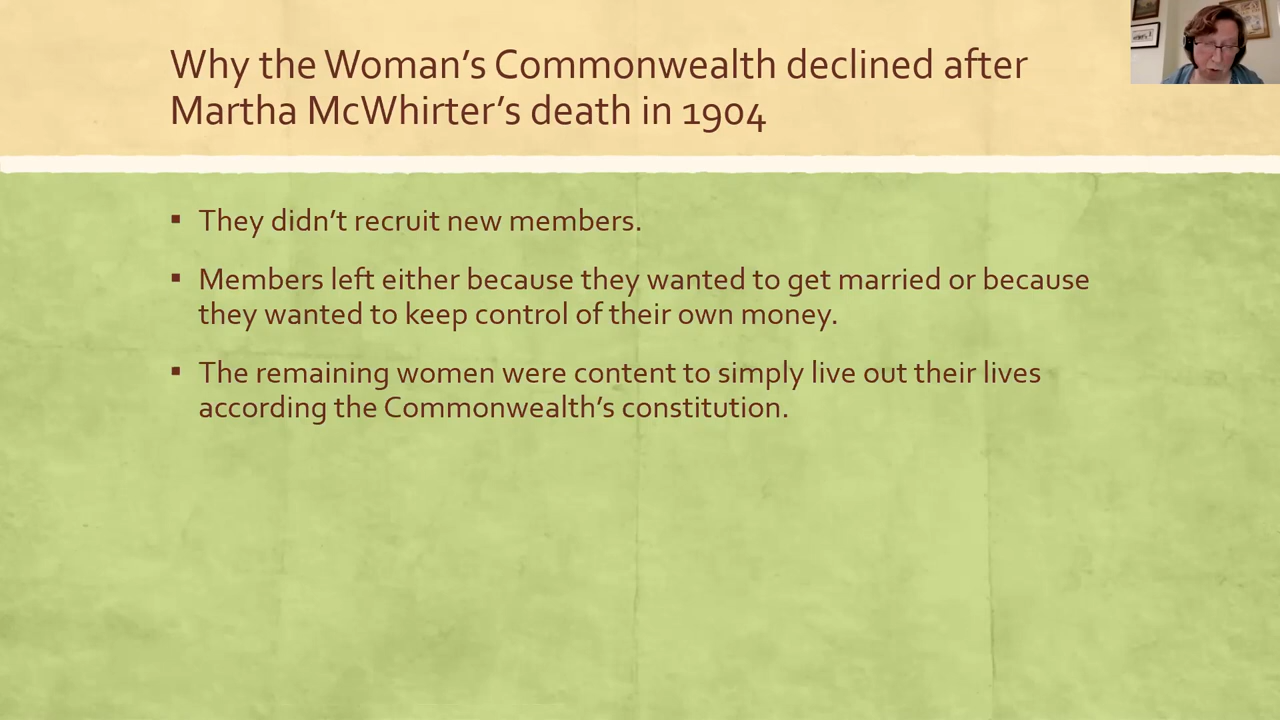 Why the Woman’s Commonwealth declined after
Martha McWhirter’s death in 1904
▪ They didn’t recruit new members.
▪ Members left either because they wanted to get married or because
they wanted to keep control of their own money.
▪ The remaining women were content to simply live out their lives
according the Commonwealth’s constitution.